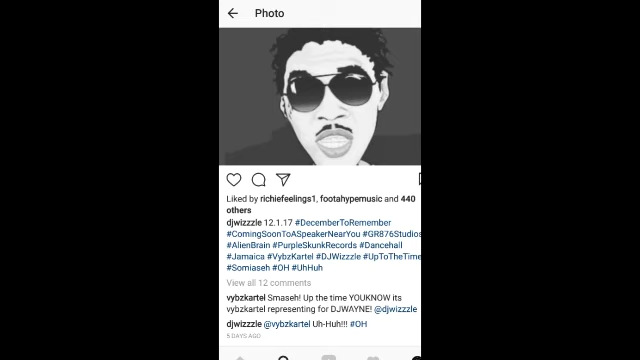 Photo
Liked by richiefeelings1, footahypemusic and 440
others
djwizzzle 12.1.17 #DecemberToRemember
#ComingSoonToASpeakerNearYou #GR876Studios
#AlienBrain #PurpleSkunkRecords #Dancehall
#Jamaica #VybzKartel #DJWizzzle #UpToTheTime
#Somiaseh #OH #UhHuh
View all 12 comments
vybzkartel Smaseh! Up the time YOUKNOW its
vybzkartel representing for DJWAYNE! @djwizzzle
djwizzzle @vybzkartel Uh-Huh!!! #OH
5 DAYS AGO